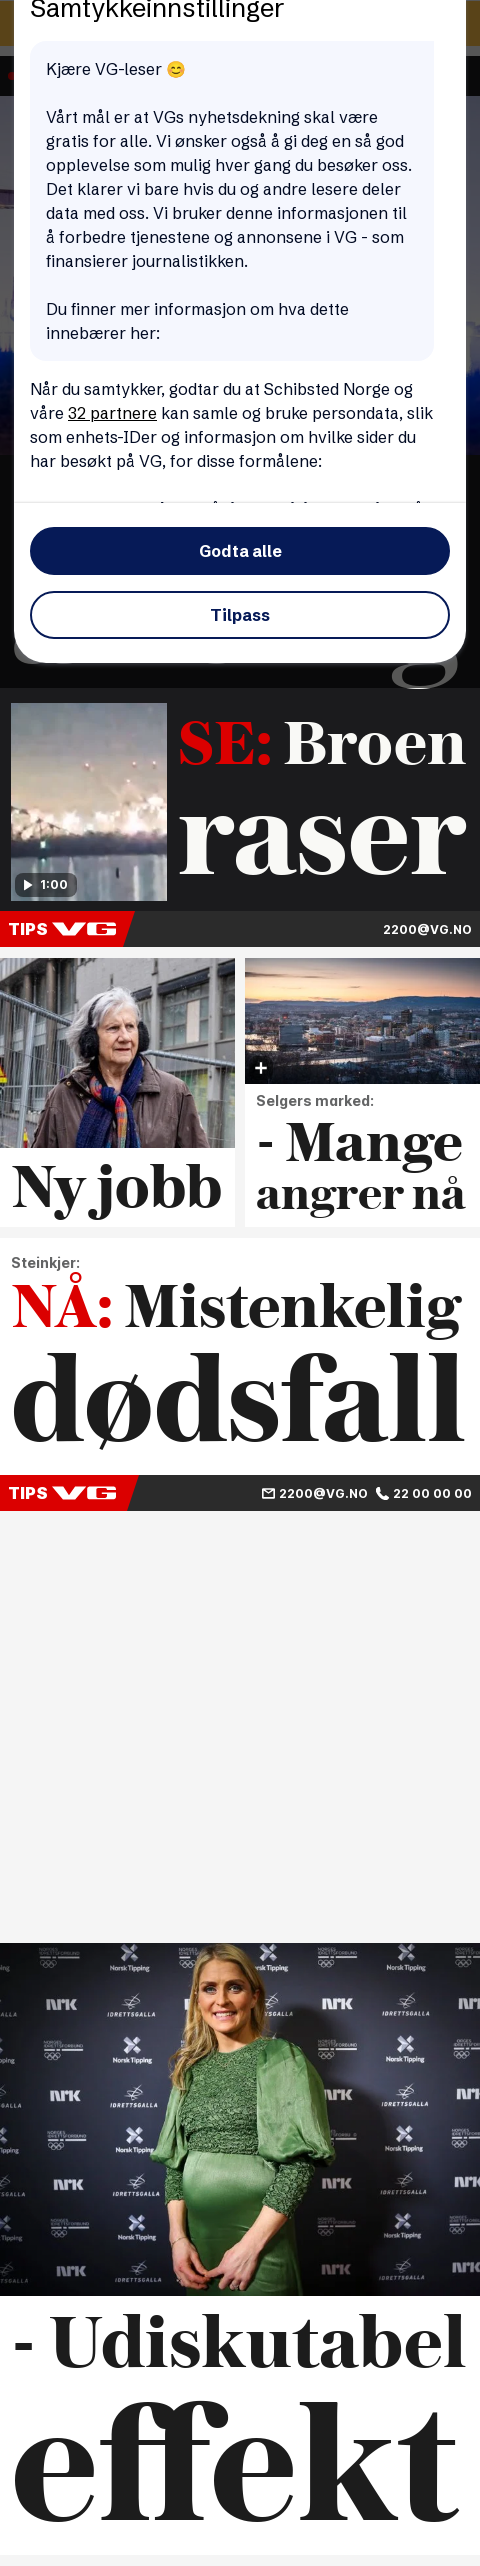 Samtykkeinnstillinger
Kjære VG-leser 😊
Vårt mål er at VGs nyhetsdekning skal være
gratis for alle. Vi ønsker også å gi deg en så god
opplevelse som mulig hver gang du besøker oss.
Det klarer vi bare hvis du og andre lesere deler
data med oss. Vi bruker denne informasjonen til
å forbedre tjenestene og annonsene i VG - som
finansierer journalistikken.
Du finner mer informasjon om hva dette
innebærer her:
Når du samtykker, godtar du at Schibsted Norge og
våre 32 partnere kan samle og bruke persondata, slik
som enhets-IDer og informasjon om hvilke sider du
har besøkt på VG, for disse formålene:
Godta alle
Tilpass
SE: Broen
raser
1:00
TIPS VG
2200@VG.NO
Ny jobb
Selgers marked:
- Mange
angrer nå
Steinkjer:
NÅ: Mistenkelig
dødsfall
TIPS VG
2200@VG.NO 22 00 00 00
Norsk Tipping
NRK
IDRETTSGALLA
- Udiskutabel
effekt